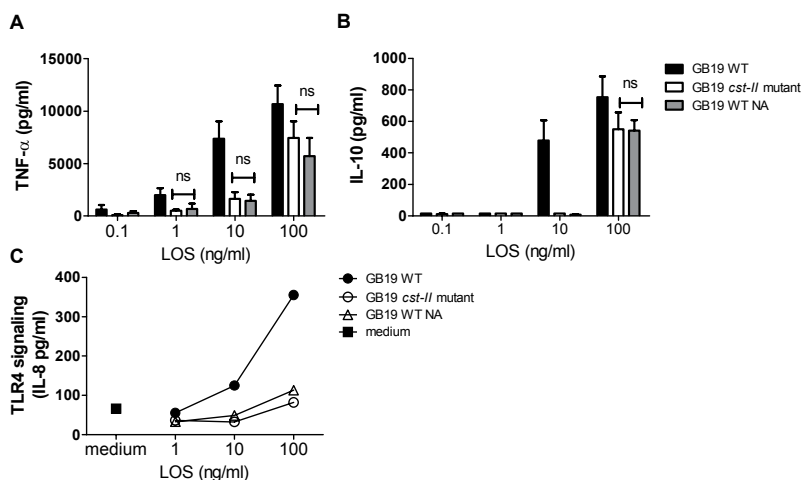 A
TNF-α (pg/ml)
15000
10000
5000
0
ns
ns
ns
0.1 1 10 100
LOS (ng/ml)
B
IL-10 (pg/ml)
1000
800
600
400
200
0
ns
0.1 1 10 100
LOS (ng/ml)
GB19 WT
GB19 cst-II mutant
GB19 WT NA
C
TLR4 signaling
(IL-8 pg/ml)
400
300
200
100
0
medium 1 10 100
LOS (ng/ml)
GB19 WT
GB19 cst-II mutant
GB19 WT NA
medium